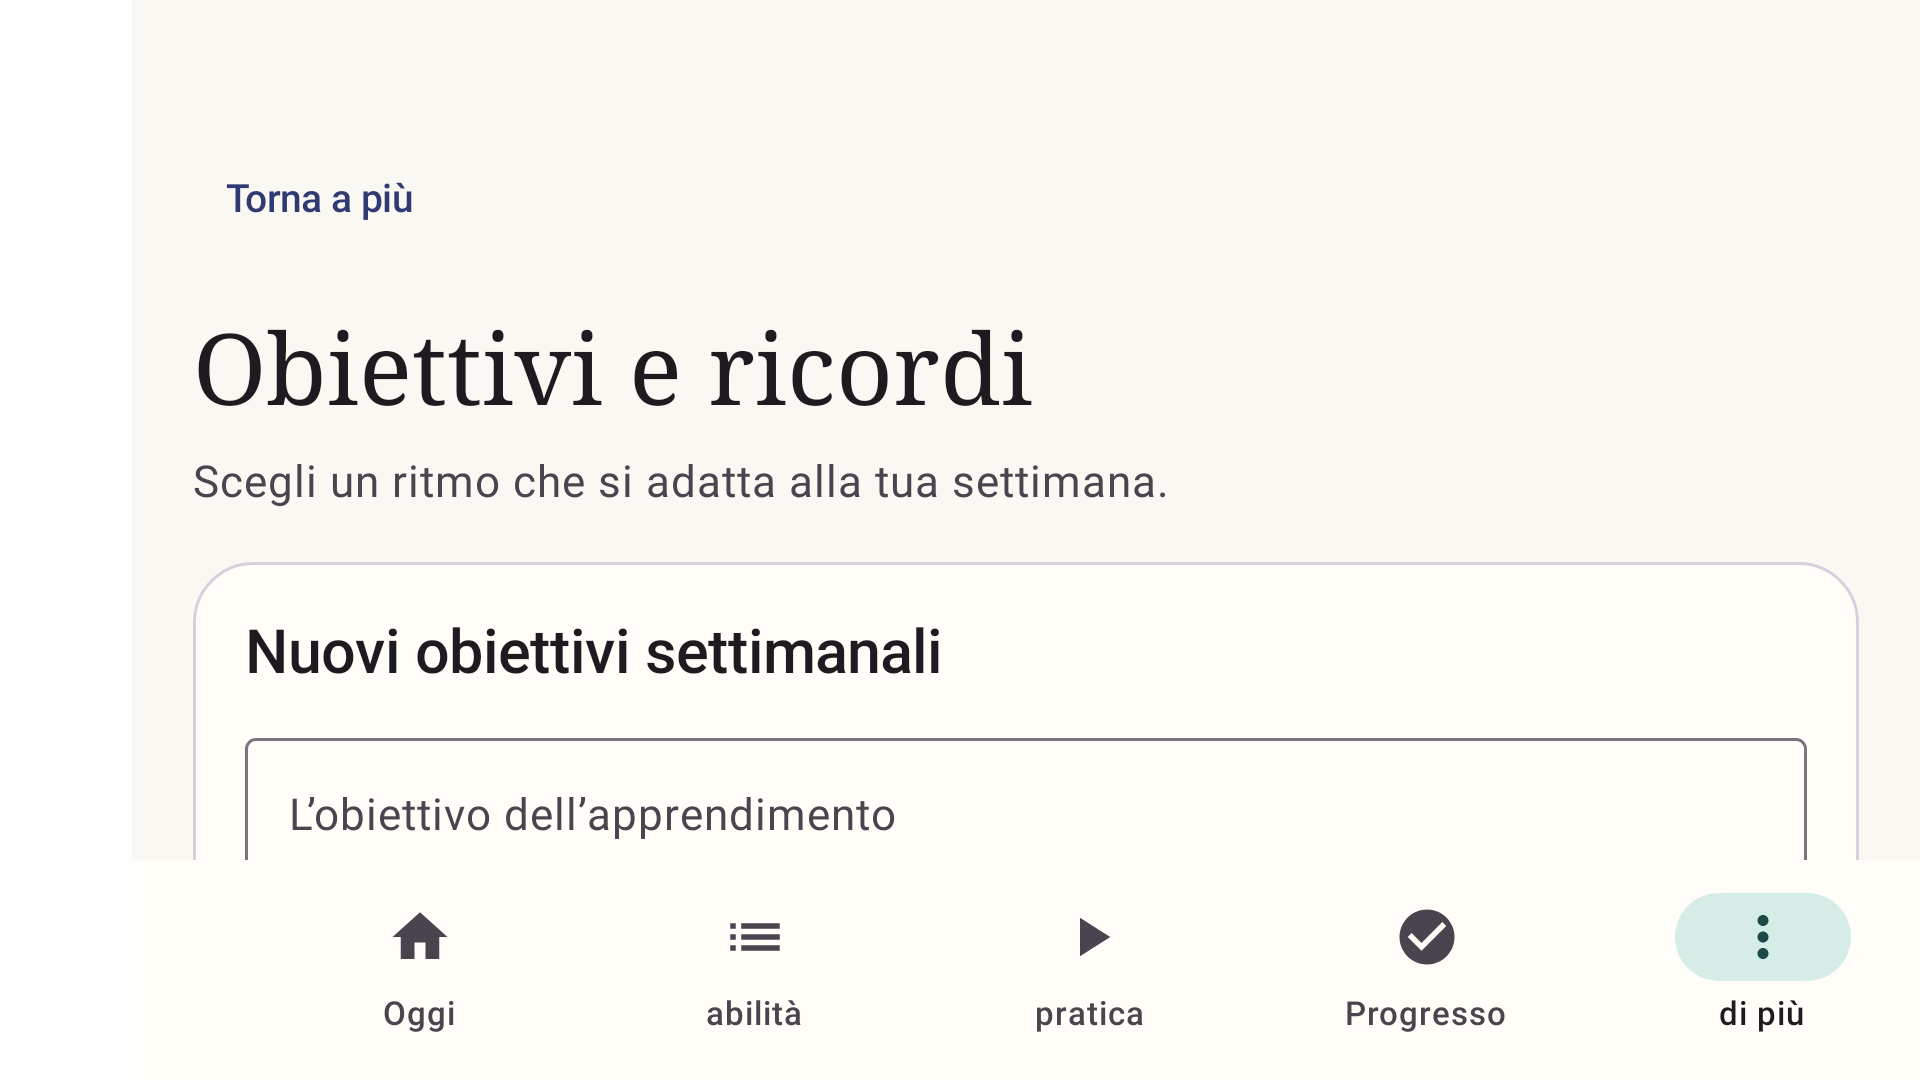 Torna a più
Obiettivi e ricordi
Scegli un ritmo che si adatta alla tua settimana.
Nuovi obiettivi settimanali
L’obiettivo dell’apprendimento
Oggi
abilità
pratica
Progresso
di più